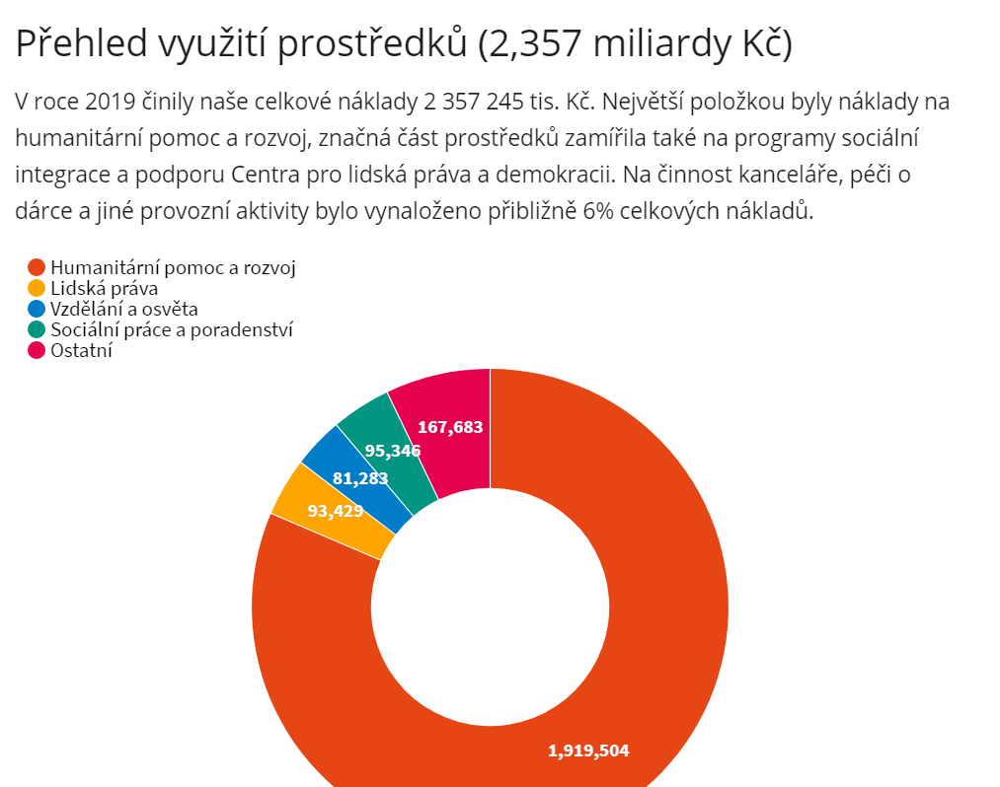 Přehled využití prostředků (2,357 miliardy Kč)
V roce 2019 činily naše celkové náklady 2 357 245 tis. Kč. Největší položkou byly náklady na
humanitární pomoc a rozvoj, značná část prostředků zamířila také na programy sociální
integrace a podporu Centra pro lidská práva a demokracii. Na činnost kanceláře, péči o
dárce a jiné provozní aktivity bylo vynaloženo přibližně 6% celkových nákladů.
Humanitární pomoc a rozvoj
Lidská práva
Vzdělání a osvěta
Sociální práce a poradenství
Ostatní
167,683
95,346
81,283
93,429
1,919,504